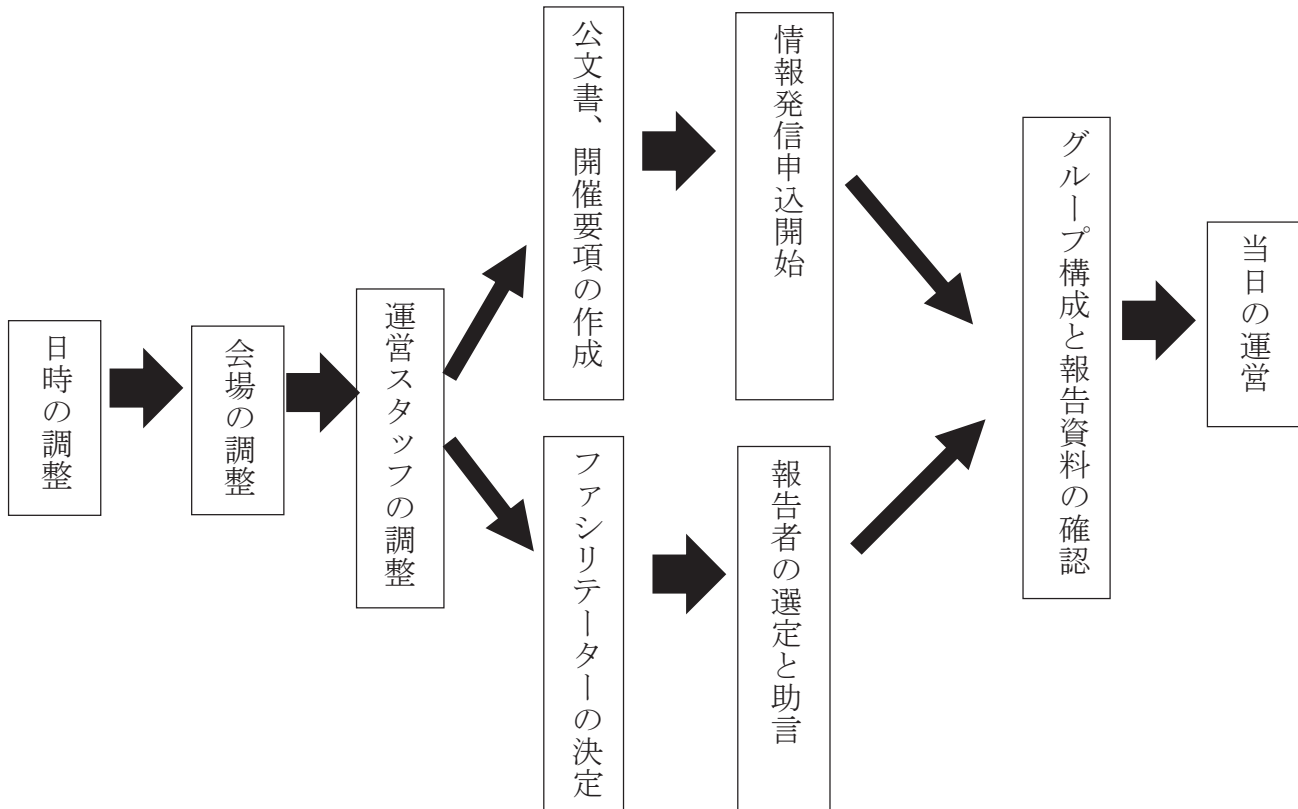 日時の調整
会場の調整
運営スタッフの調整
公文書、開催要項の作成
情報発信申込開始
ファシリテーターの決定
報告者の選定と助言
グループ構成と報告資料の確認
当日の運営